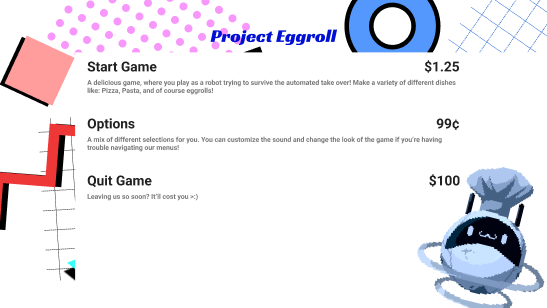 Project Eggroll
Start Game $1.25
A delicious game, where you play as a robot trying to survive the automated take over! Make a variety of different dishes
like: Pizza, Pasta, and of course eggrolls!
Options 99¢
A mix of different selections for you. You can customize the sound and change the look of the game if you're having
trouble navigating our menus!
Quit Game $100
Leaving us so soon? It'll cost you >:)